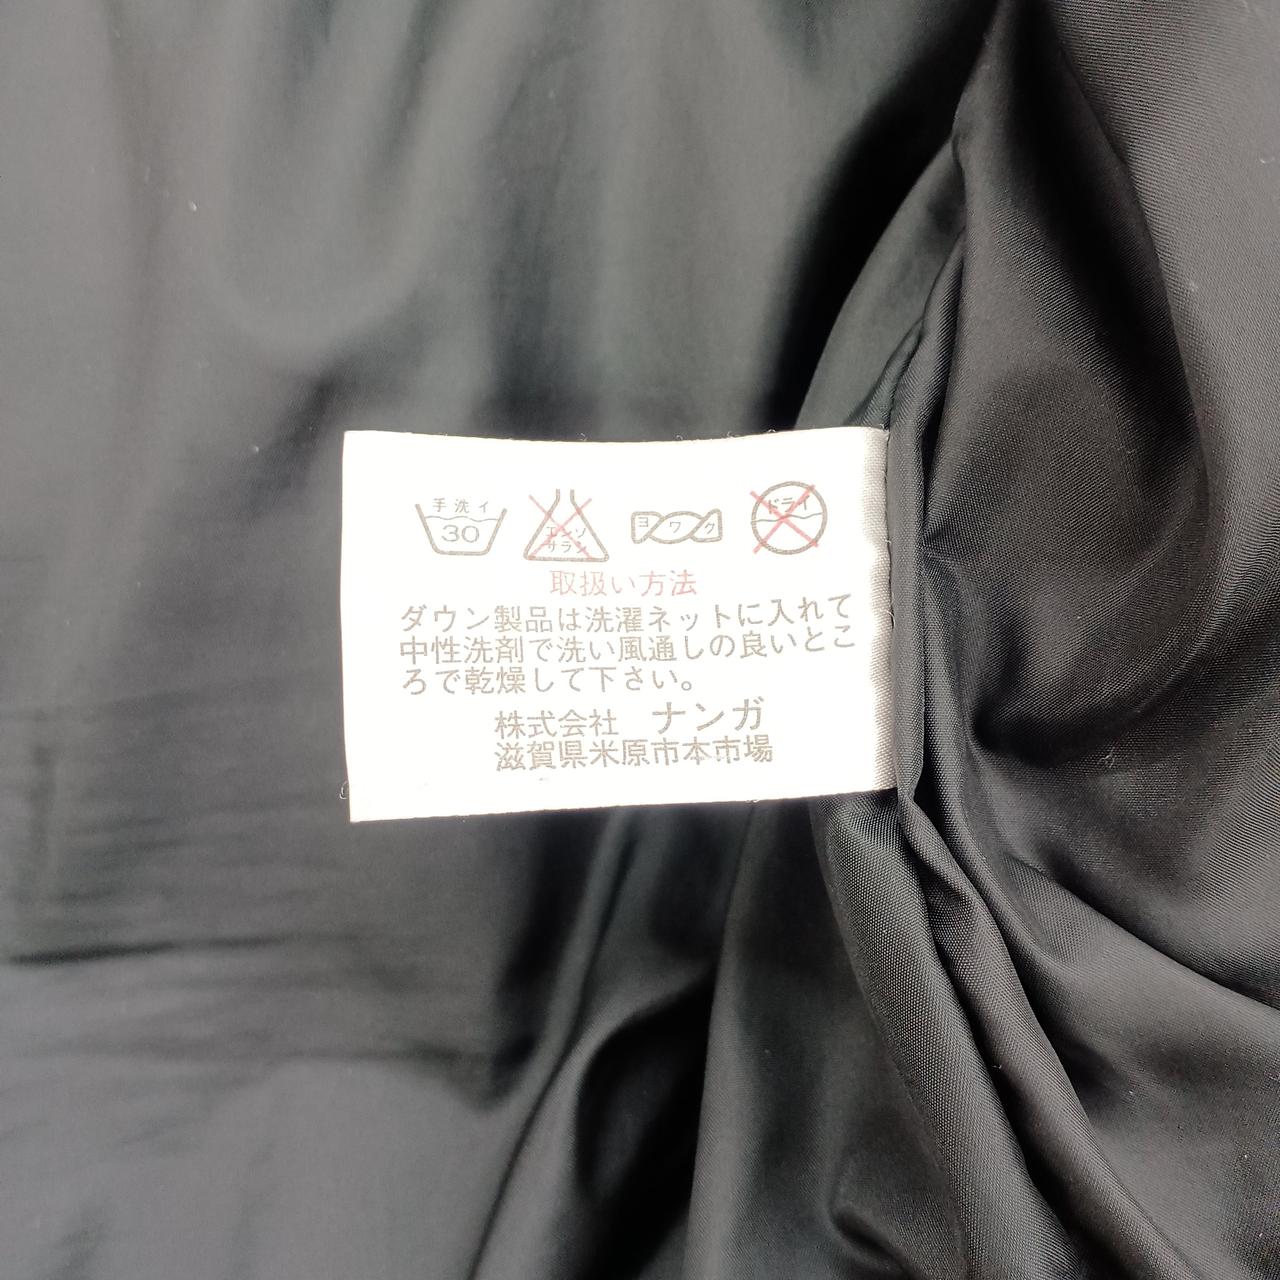 手洗イ
30
エンソ
サラシ
ヨワク
ドライ
取扱い方法
ダウン製品は洗濯ネットに入れて
中性洗剤で洗い風通しの良いとこ
ろで乾燥して下さい。
株式会社 ナンガ
滋賀県米原市本市場